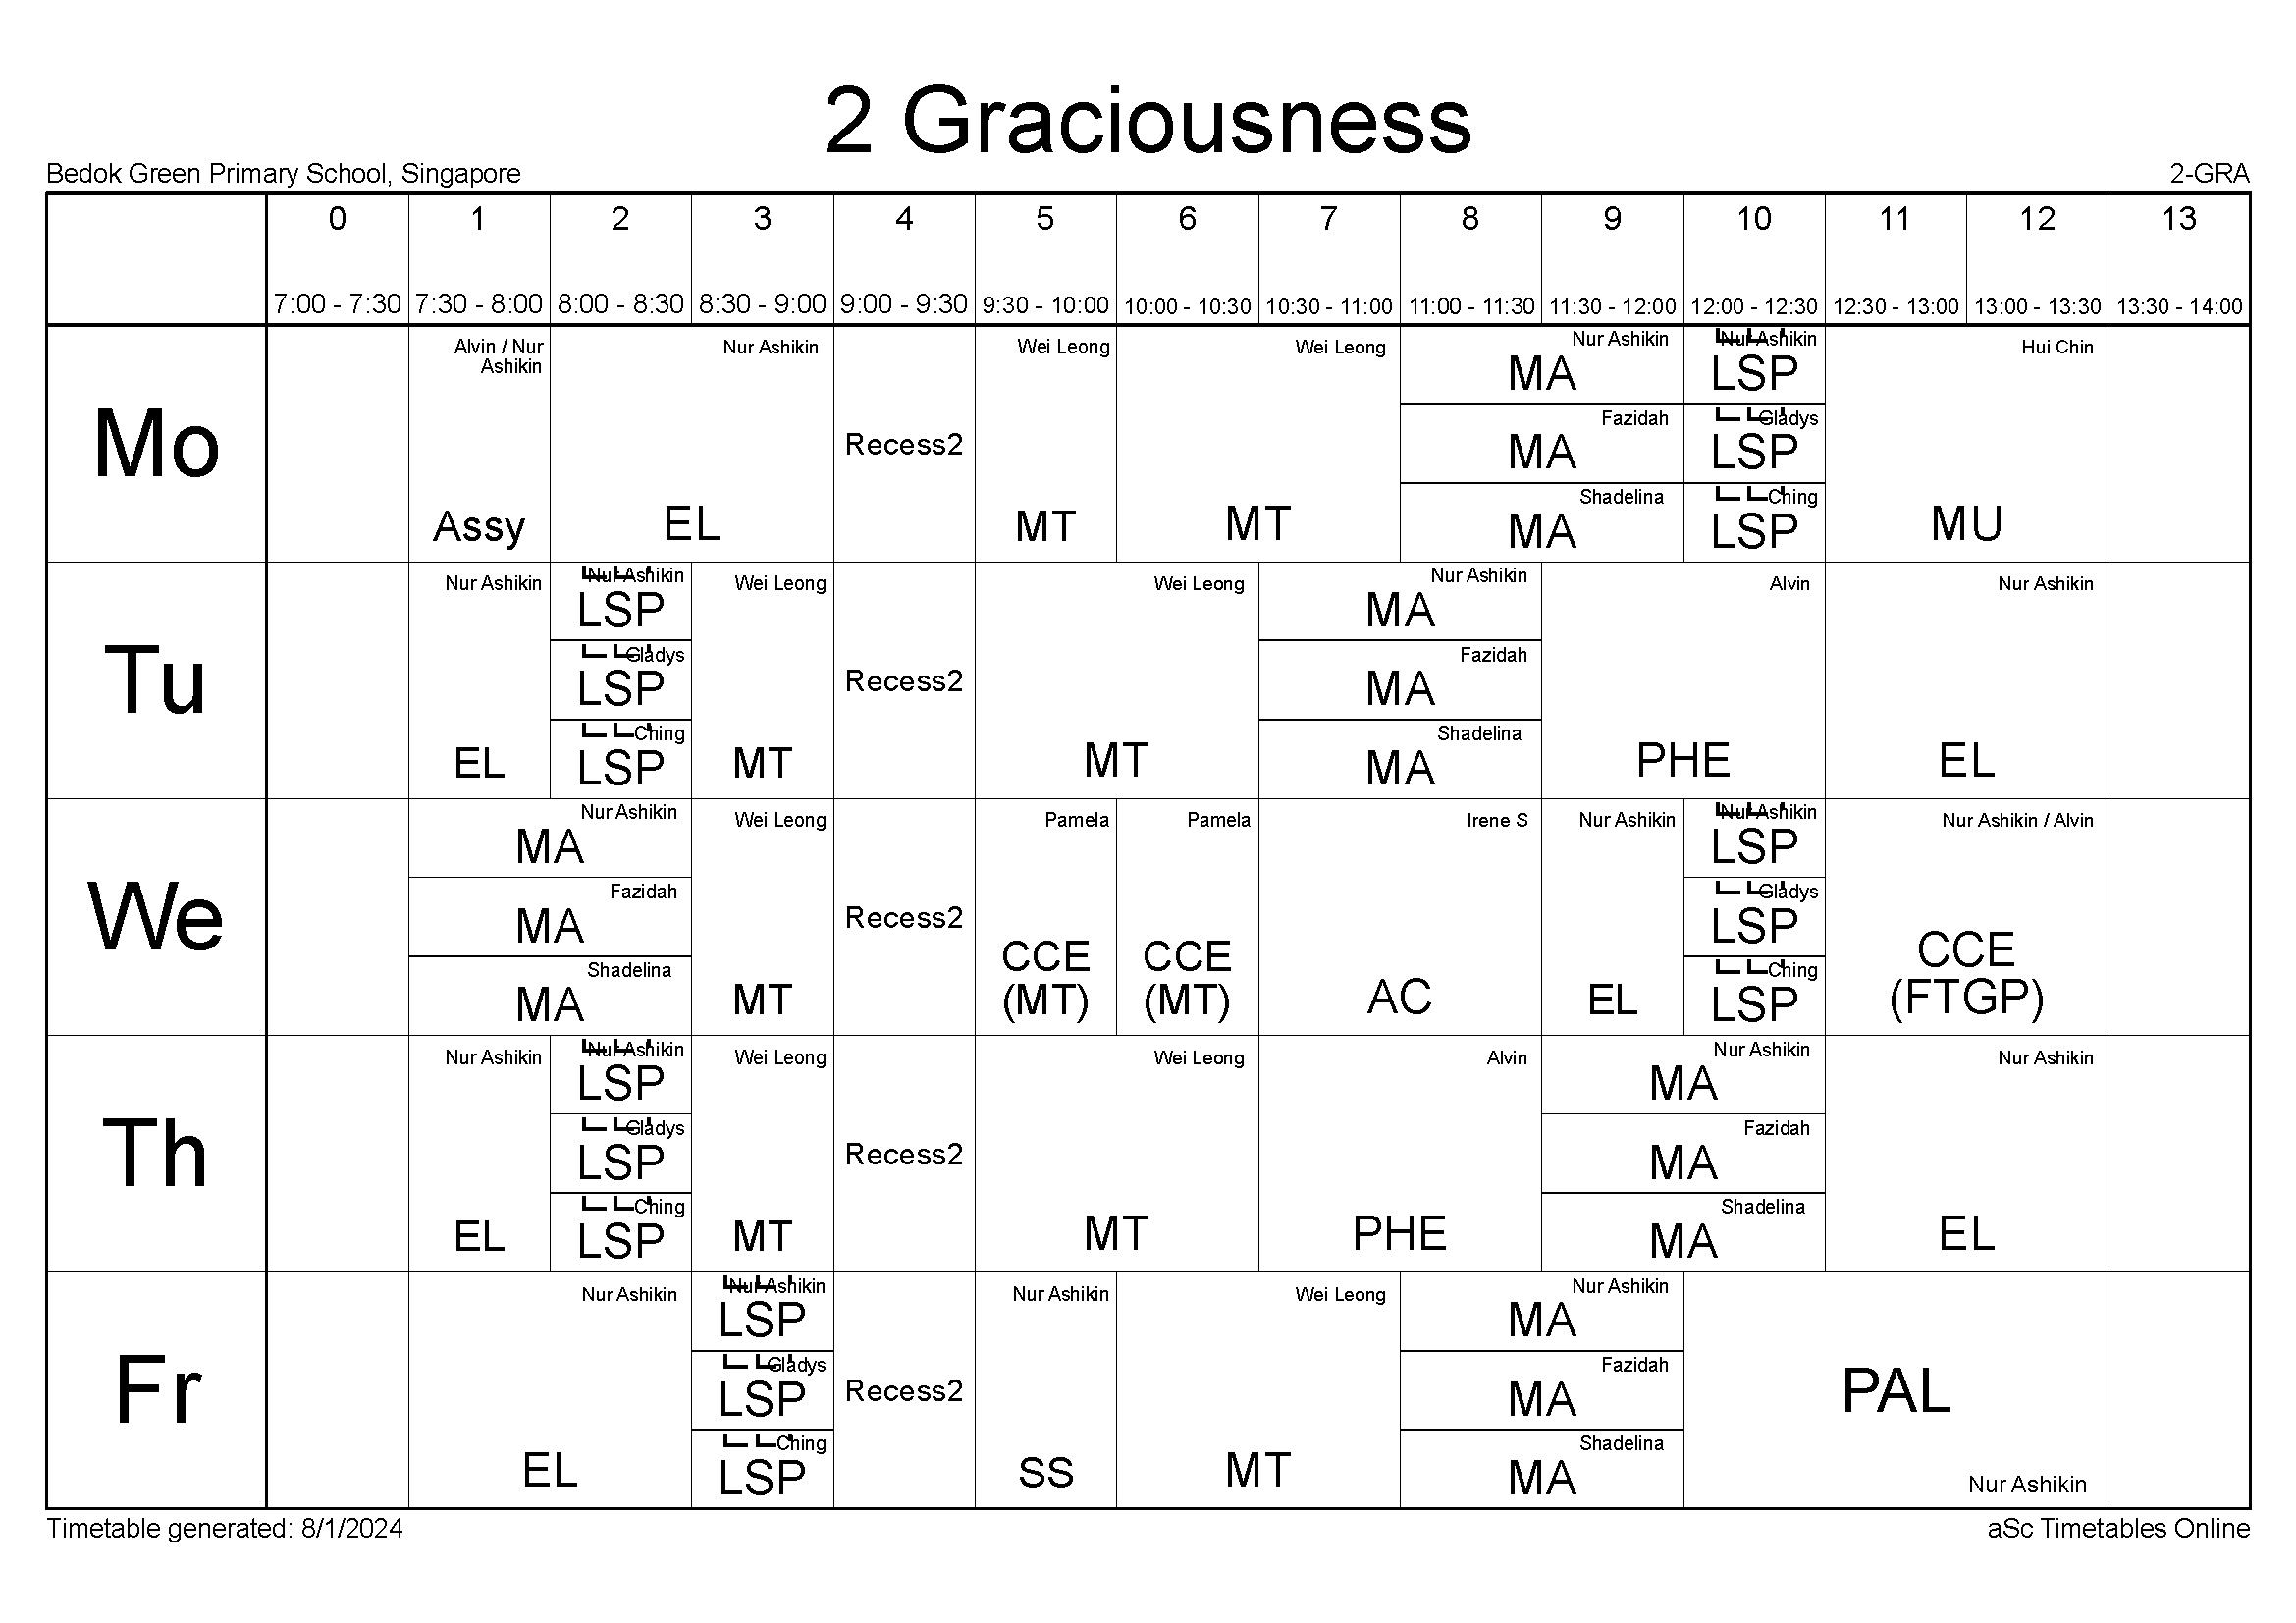 2 Graciousness
Bedok Green Primary School, Singapore 2-GRA
0 1 2 3 4 5 6 7 8 9 10 11 12 13
7:00 - 7:30 7:30 - 8:00 8:00 - 8:30 8:30 - 9:00 9:00 - 9:30 9:30 - 10:00 10:00 - 10:30 10:30 - 11:00 11:00 - 11:30 11:30 - 12:00 12:00 - 12:30 12:30 - 13:00 13:00 - 13:30 13:30 - 14:00
Mo
Alvin / Nur
Ashikin
Assy
Nur Ashikin
EL
Recess2
Wei Leong
MT
Wei Leong
MT
Nur Ashikin
MA
Fazidah
MA
Shadelina
MA
Nur Ashikin
LSP
Gladys
LSP
Ching
LSP
Hui Chin
MU
Tu
Nur Ashikin
EL
Nur Ashikin
LSP
Gladys
LSP
Ching
LSP
Wei Leong
MT
Recess2
Wei Leong
MT
Nur Ashikin
MA
Fazidah
MA
Shadelina
MA
Alvin
PHE
Nur Ashikin
EL
We
Nur Ashikin
MA
Fazidah
MA
Shadelina
MA
Wei Leong
MT
Recess2
Pamela
CCE
(MT)
Pamela
CCE
(MT)
Irene S
AC
Nur Ashikin
EL
Nur Ashikin
LSP
Gladys
LSP
Ching
LSP
Nur Ashikin / Alvin
CCE
(FTGP)
Th
Nur Ashikin
EL
Nur Ashikin
LSP
Gladys
LSP
Ching
LSP
Wei Leong
MT
Recess2
Wei Leong
MT
Alvin
PHE
Nur Ashikin
MA
Fazidah
MA
Shadelina
MA
Nur Ashikin
EL
Fr
Nur Ashikin
EL
Nur Ashikin
LSP
Gladys
LSP
Ching
LSP
Recess2
Nur Ashikin
SS
Wei Leong
MT
Nur Ashikin
MA
Fazidah
MA
Shadelina
MA
PAL
Nur Ashikin
Timetable generated: 8/1/2024 aSc Timetables Online